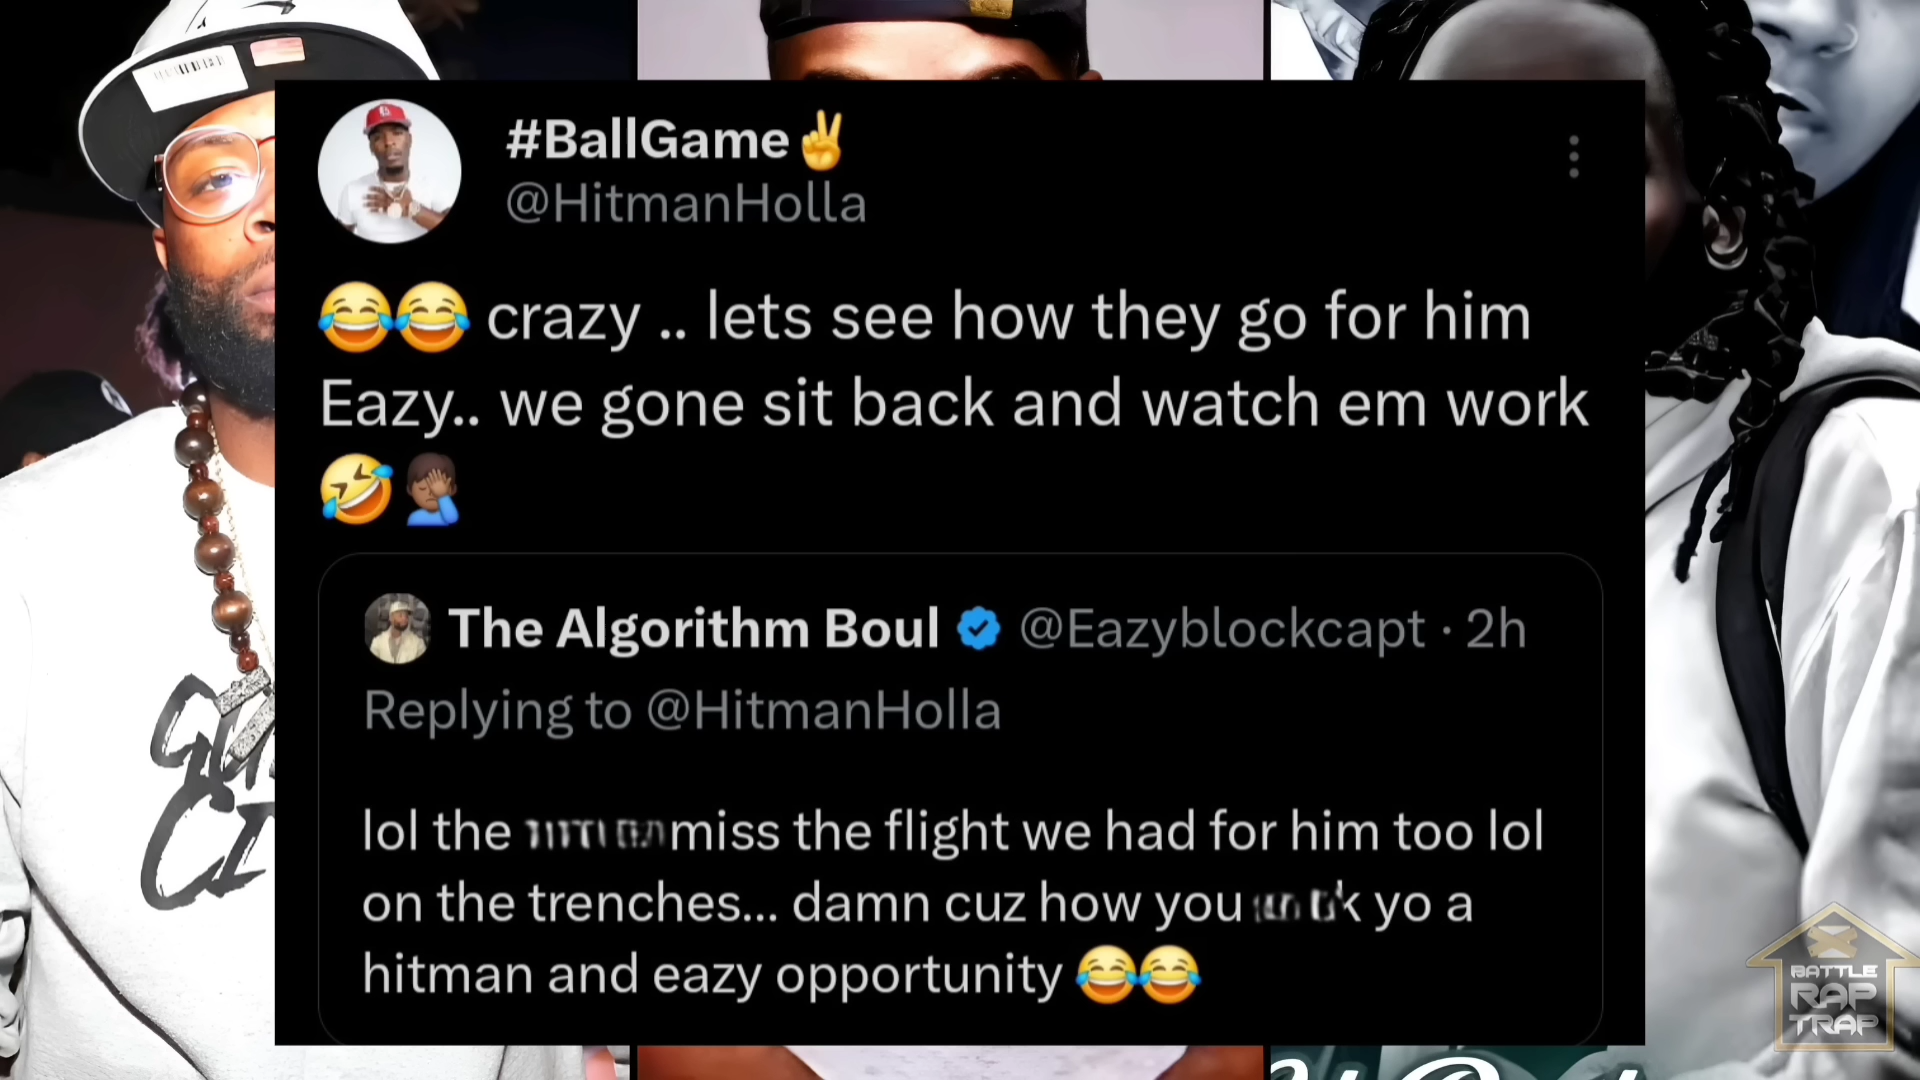 #BallGame✌
@HitmanHolla
😂😂 crazy .. lets see how they go for him
Eazy.. we gone sit back and watch em work
🤣🤦🏾‍♂️
The Algorithm Boul @Eazyblockcapt · 2h
Replying to @HitmanHolla
lol the miss the flight we had for him too lol
on the trenches... damn cuz how you yo a
hitman and eazy opportunity 😂😂
BATTLE
RAP
TRAP